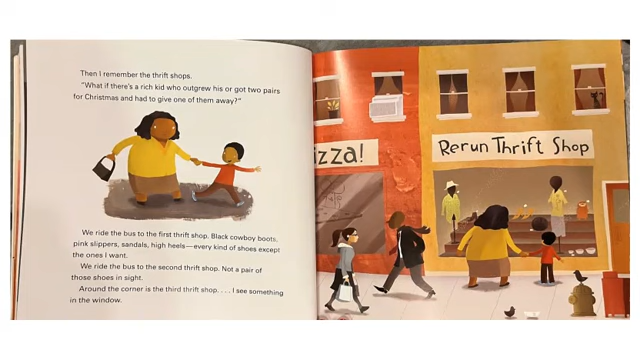 Then I remember the thrift shops.
"What if there's a rich kid who outgrew his or got two pairs
for Christmas and had to give one of them away?"
We ride the bus to the first thrift shop. Black cowboy boots,
pink slippers, sandals, high heels—every kind of shoes except
the ones I want.
We ride the bus to the second thrift shop. Not a pair of
those shoes in sight.
Around the corner is the third thrift shop. . . . I see something
in the window.
izza!
Rerun Thrift Shop